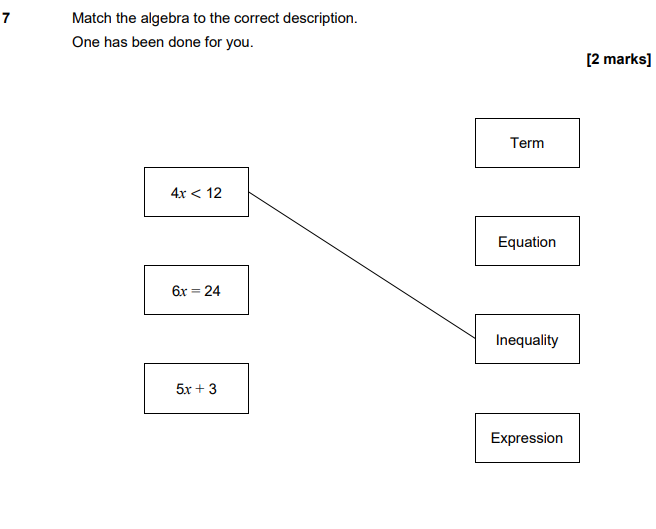 7 Match the algebra to the correct description.
One has been done for you.
[2 marks]
Term
4x < 12
Equation
6x = 24
Inequality
5x + 3
Expression